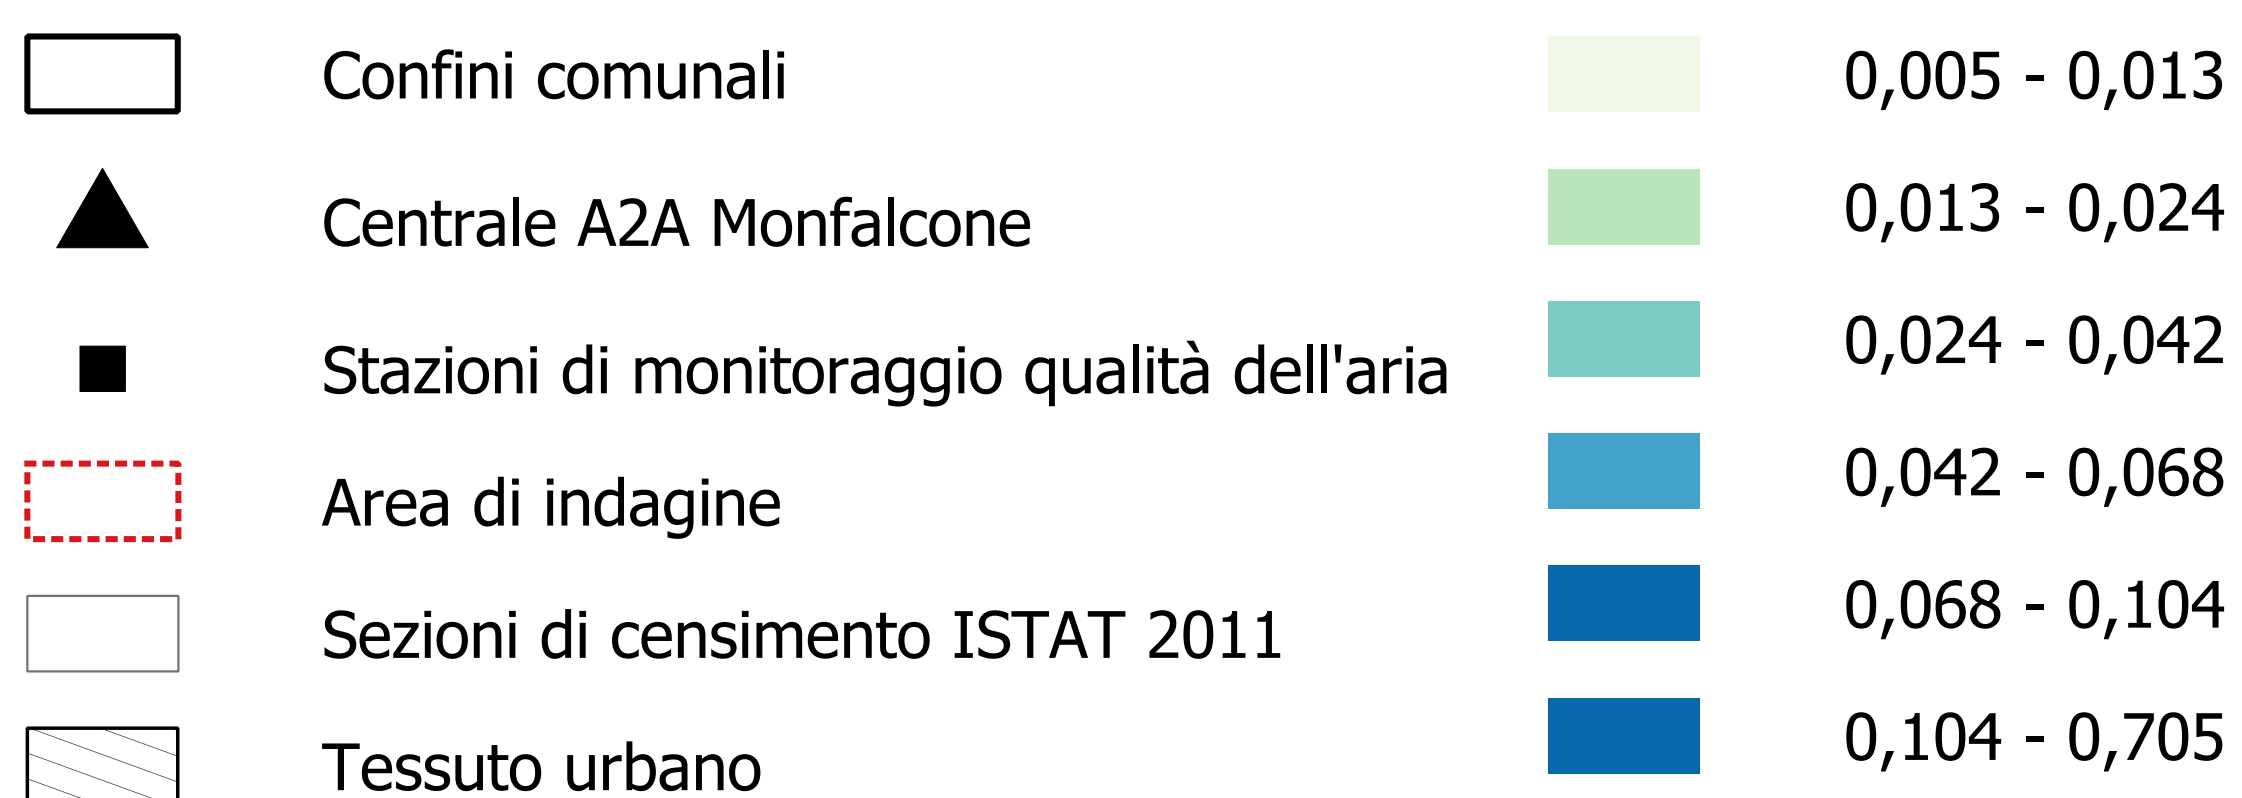 Confini comunali
Centrale A2A Monfalcone
Stazioni di monitoraggio qualità dell'aria
Area di indagine
Sezioni di censimento ISTAT 2011
Tessuto urbano
0,005 - 0,013
0,013 - 0,024
0,024 - 0,042
0,042 - 0,068
0,068 - 0,104
0,104 - 0,705